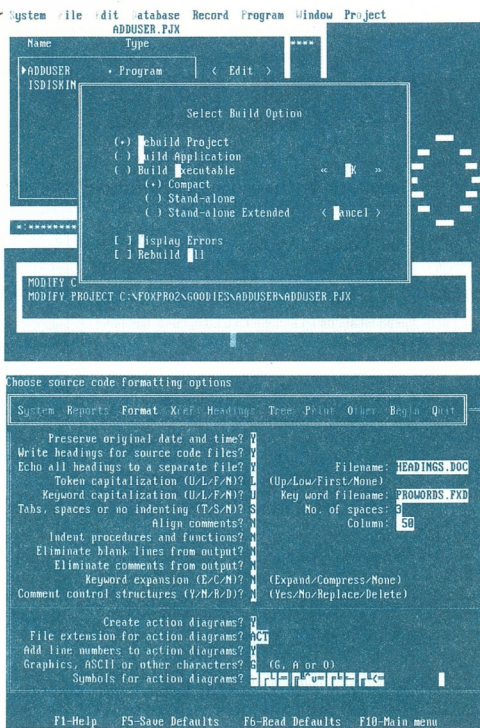 System File Edit Database Record Program Window Project
ADDUSER.PJX
Name Type
ADDUSER • Program < Edit >
ISDISKIN
Select Build Option
(•) Rebuild Project
( ) Build Application
( ) Build Executable « OK »
(•) Compact
( ) Stand-alone
( ) Stand-alone Extended < Cancel >
[ ] Display Errors
[ ] Rebuild All
MODIFY C
MODIFY PROJECT C:\FOXPRO2\GOODIES\ADDUSER\ADDUSER.PJX
Choose source code formatting options
System Reports Format Xref Headings Tree Print Other Begin Quit
Preserve original date and time? Y
Write headings for source code files? Y
Echo all headings to a separate file? Y Filename: HEADINGS.DOC
Token capitalization (U/L/F/N)? L (Up/Low/First/None)
Keyword capitalization (U/L/F/N)? U Key word filename: PROWORDS.FXD
Tabs, spaces or no indenting (T/S/N)? S No. of spaces: 3
Align comments? N Column: 50
Indent procedures and functions? N
Eliminate blank lines from output? N
Eliminate comments from output? N
Keyword expansion (E/C/N)? N (Expand/Compress/None)
Comment control structures (Y/N/R/D)? N (Yes/No/Replace/Delete)
Create action diagrams? Y
File extension for action diagrams? ACT
Add line numbers to action diagrams? Y
Graphics, ASCII or other characters? G (G, A or O)
Symbols for action diagrams?
F1-Help F5-Save Defaults F6-Read Defaults F10-Main menu